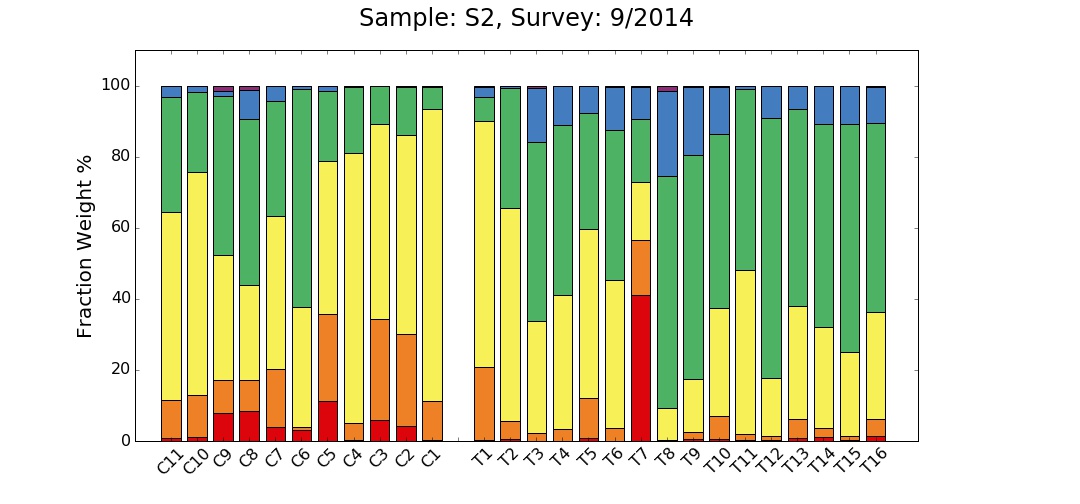 Sample: S2, Survey: 9/2014
Fraction Weight %
100
80
60
40
20
0
C11 C10 C9 C8 C7 C6 C5 C4 C3 C2 C1 T1 T2 T3 T4 T5 T6 T7 T8 T9 T10 T11 T12 T13 T14 T15 T16